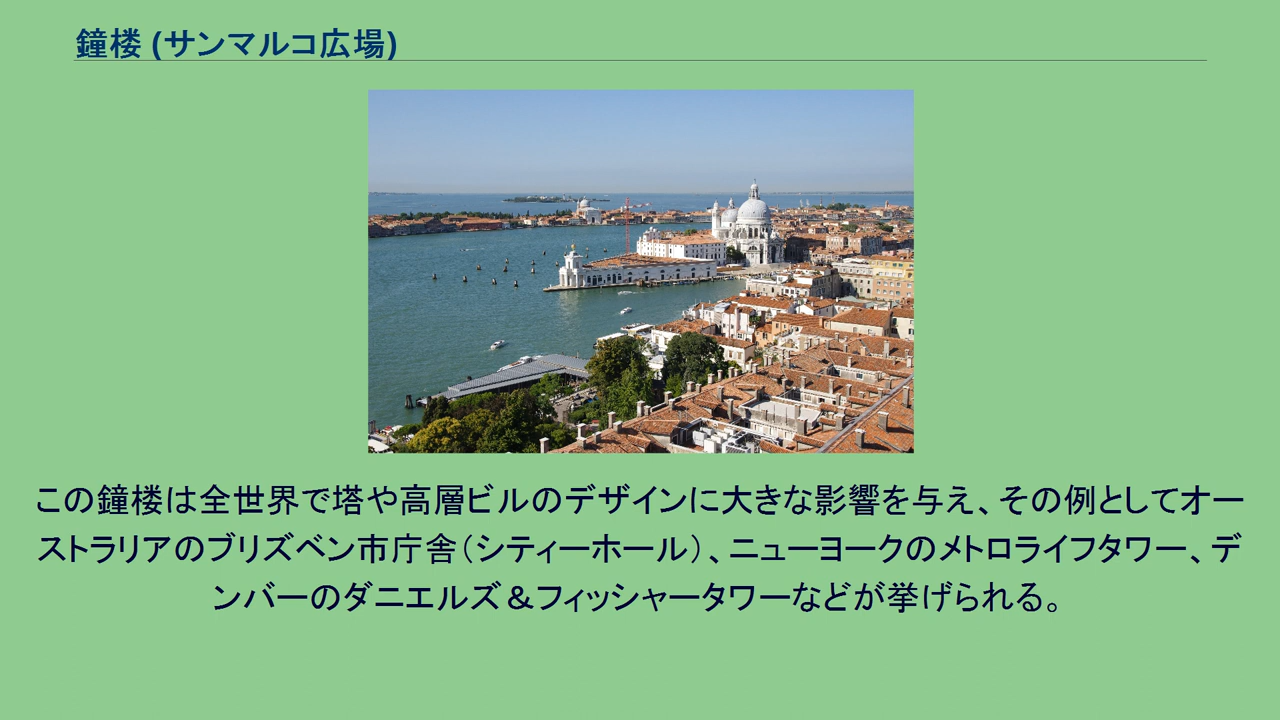 鐘楼 (サンマルコ広場)
この鐘楼は全世界で塔や高層ビルのデザインに大きな影響を与え、その例としてオー
ストラリアのブリズベン市庁舎（シティーホール）、ニューヨークのメトロライフタワー、デ
ンバーのダニエルズ＆フィッシャータワーなどが挙げられる。